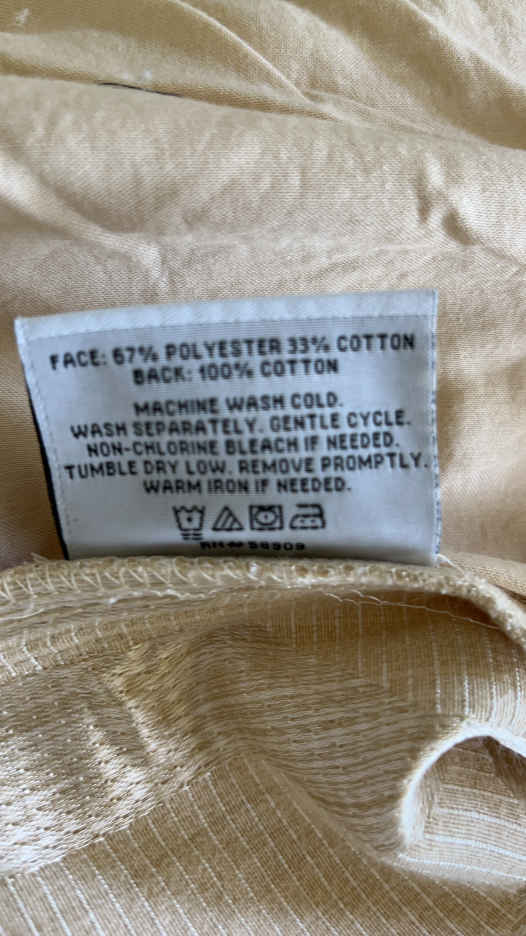 FACE: 67% POLYESTER 33% COTTON
BACK: 100% COTTON
MACHINE WASH COLD.
WASH SEPARATELY. GENTLE CYCLE.
NON-CHLORINE BLEACH IF NEEDED.
TUMBLE DRY LOW. REMOVE PROMPTLY.
WARM IRON IF NEEDED.